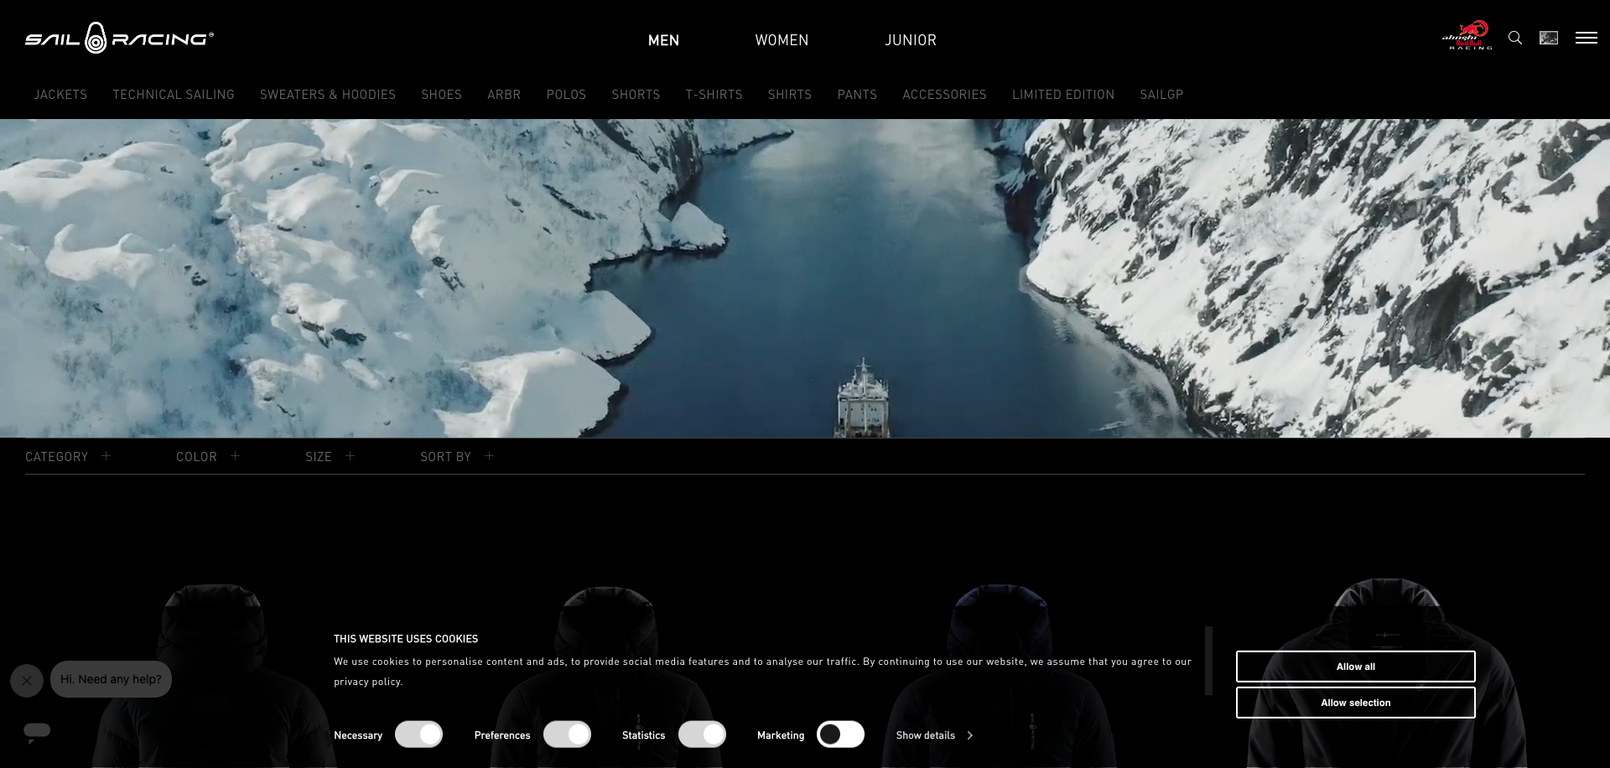 SAIL RACING
MEN
WOMEN
JUNIOR
alinghi
Red Bull
RACING
JACKETS
TECHNICAL SAILING
SWEATERS & HOODIES
SHOES
ARBR
POLOS
SHORTS
T-SHIRTS
SHIRTS
PANTS
ACCESSORIES
LIMITED EDITION
SAILGP
CATEGORY +
COLOR +
SIZE +
SORT BY +
THIS WEBSITE USES COOKIES
We use cookies to personalise content and ads, to provide social media features and to analyse our traffic. By continuing to use our website, we assume that you agree to our
privacy policy.
Necessary
Preferences
Statistics
Marketing
Show details
Allow all
Allow selection
Hi. Need any help?